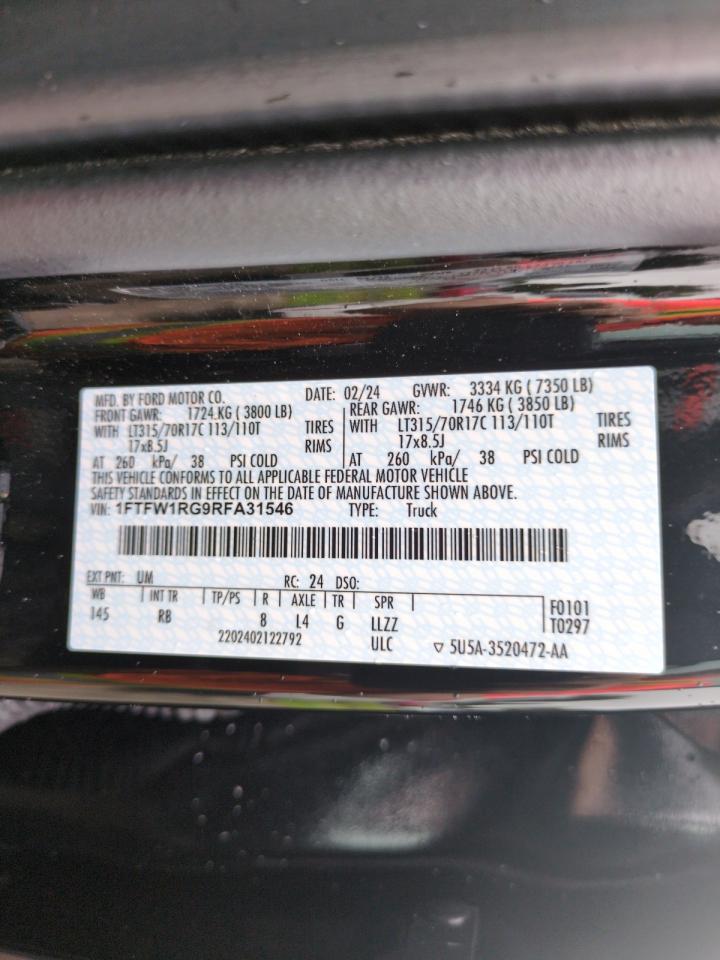 MFD. BY FORD MOTOR CO. DATE: 02/24 GVWR: 3334 KG ( 7350 LB)
FRONT GAWR: 1724 KG ( 3800 LB) REAR GAWR: 1746 KG ( 3850 LB)
WITH LT315/70R17C 113/110T TIRES WITH LT315/70R17C 113/110T TIRES
17x8.5J RIMS 17x8.5J RIMS
AT 260 kPa/ 38 PSI COLD AT 260 kPa/ 38 PSI COLD
THIS VEHICLE CONFORMS TO ALL APPLICABLE FEDERAL MOTOR VEHICLE
SAFETY STANDARDS IN EFFECT ON THE DATE OF MANUFACTURE SHOWN ABOVE.
VIN: 1FTFW1RG9RFA31546 TYPE: Truck
EXT PNT: UM RC: 24 DSO:
WB INT TR TP/PS R AXLE TR SPR F0101
145 RB 8 L4 G LLZZ T0297
2202402122792 ULC ▽ 5U5A-3520472-AA